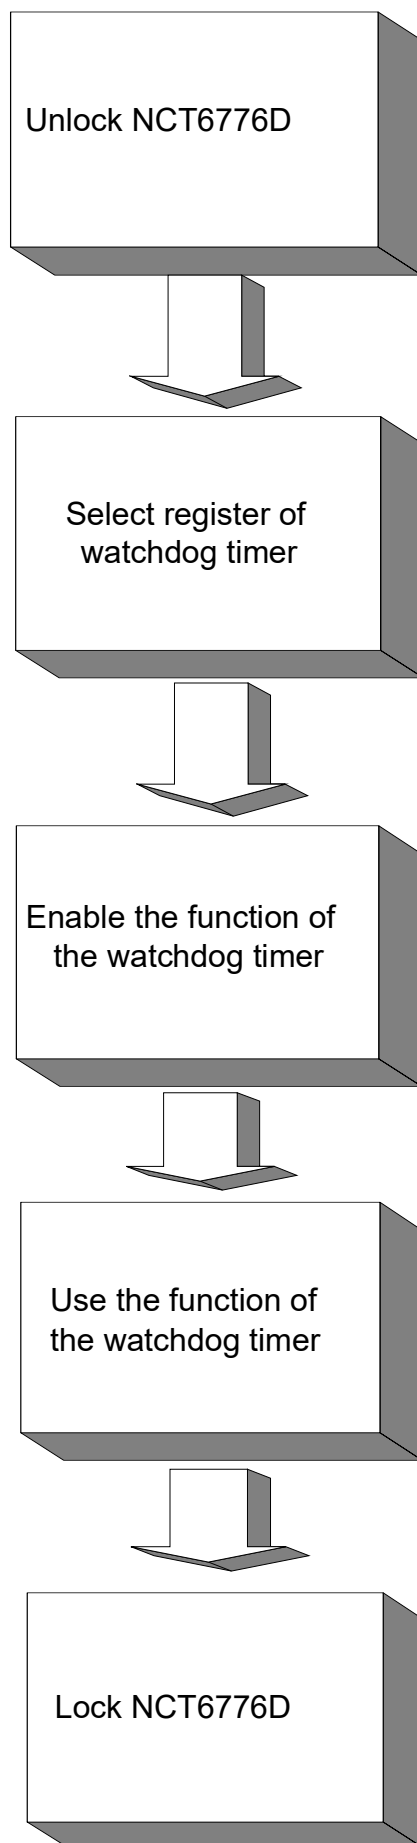 Unlock NCT6776D
Select register of
watchdog timer
Enable the function of
the watchdog timer
Use the function of
the watchdog timer
Lock NCT6776D